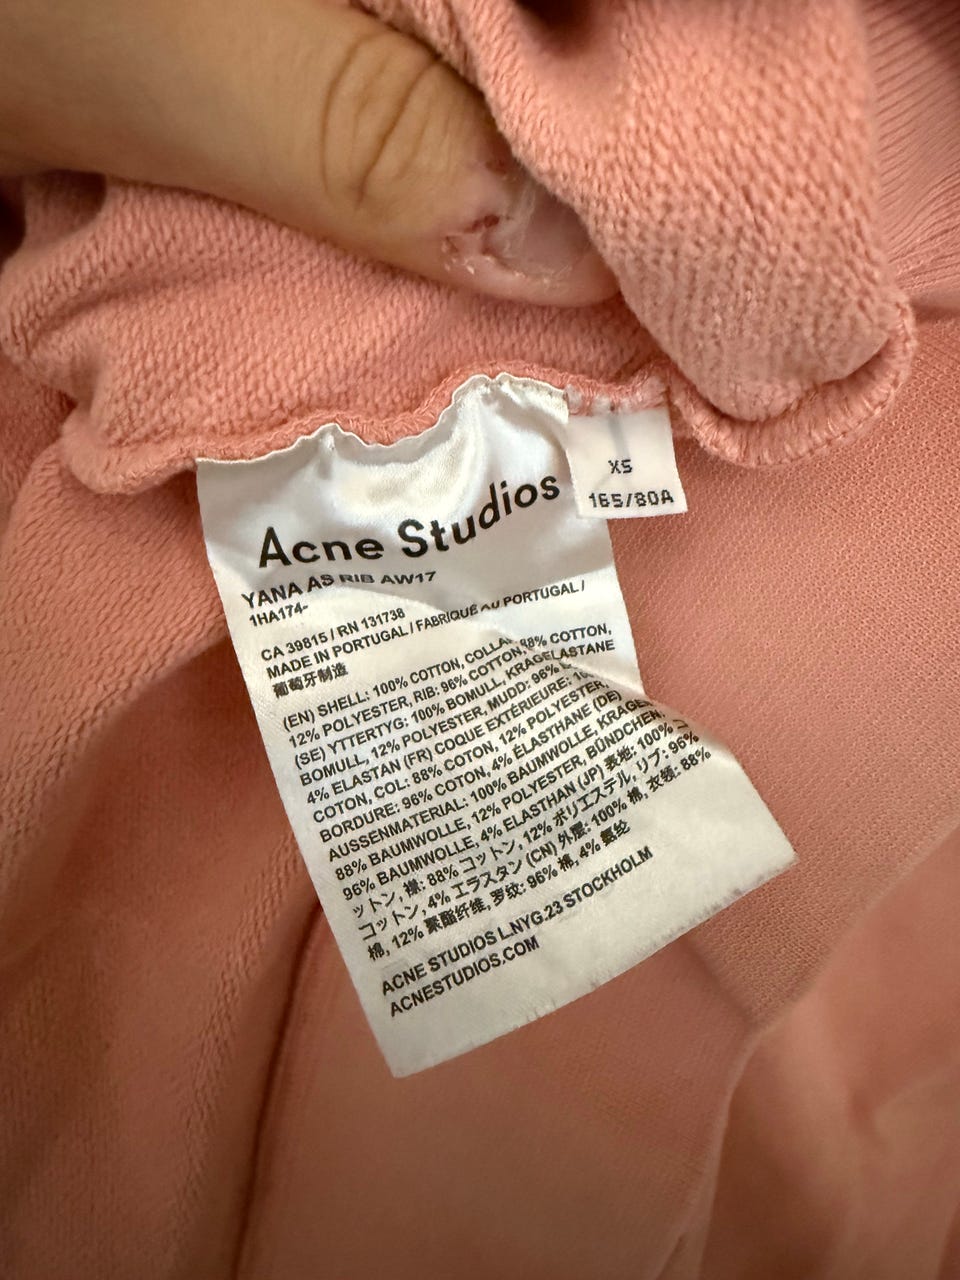 XS
165/80A
Acne Studios
YANA AS RIB AW17
1HA174-
CA 39815 / RN 131738
MADE IN PORTUGAL / FABRIQUÉ AU PORTUGAL /
葡萄牙制造
(EN) SHELL: 100% COTTON, COLLAR: 88% COTTON,
12% POLYESTER, RIB: 96% COTTON, ELASTANE
(SE) YTTERTYG: 100% BOMULL, KRAGE:
BOMULL, 12% POLYESTER, MUDD: 96%
4% ELASTAN (FR) COQUE EXTÉRIEURE:
COTON, COL: 88% COTON, 12% POLYESTER,
BORDURE: 96% COTON, 4% ÉLASTHANE (DE)
AUSSENMATERIAL: 100% BAUMWOLLE, KRAGEN:
88% BAUMWOLLE, 12% POLYESTER, BÜNDCHEN:
96% BAUMWOLLE, 4% ELASTHAN (JP) 表地: 100% コ
ットン, 襟: 88% コットン, 12% ポリエステル, リブ: 96%
コットン, 4% エラスタン (CN) 外層: 100% 棉, 衣领: 88%
棉, 12% 聚酯纤维, 罗纹: 96% 棉, 4% 氨纶
ACNE STUDIOS L.NYG.23 STOCKHOLM
ACNESTUDIOS.COM